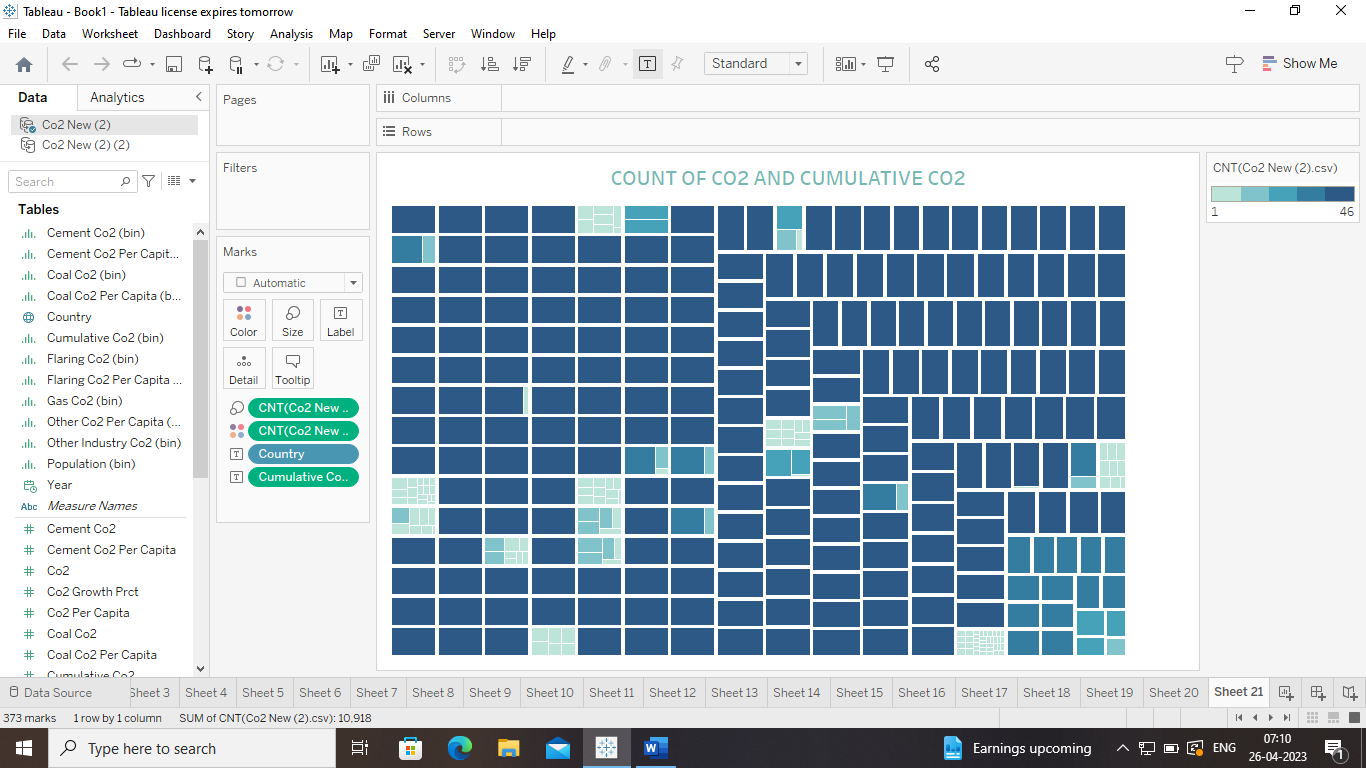 Tableau - Book1 - Tableau license expires tomorrow
File Data Worksheet Dashboard Story Analysis Map Format Server Window Help
Standard
Show Me
Data Analytics
Co2 New (2)
Co2 New (2) (2)
Search
Tables
Cement Co2 (bin)
Cement Co2 Per Capit...
Coal Co2 (bin)
Coal Co2 Per Capita (b...
Country
Cumulative Co2 (bin)
Flaring Co2 (bin)
Flaring Co2 Per Capita ...
Gas Co2 (bin)
Other Co2 Per Capita (...
Other Industry Co2 (bin)
Population (bin)
Year
Abc Measure Names
Cement Co2
Cement Co2 Per Capita
Co2
Co2 Growth Prct
Co2 Per Capita
Coal Co2
Coal Co2 Per Capita
Cumulative Co2
Pages
Filters
Marks
Automatic
Color Size Label
Detail Tooltip
CNT(Co2 New ..
CNT(Co2 New ..
Country
Cumulative Co..
Columns
Rows
COUNT OF CO2 AND CUMULATIVE CO2
CNT(Co2 New (2).csv)
1 46
Data Source Sheet 3 Sheet 4 Sheet 5 Sheet 6 Sheet 7 Sheet 8 Sheet 9 Sheet 10 Sheet 11 Sheet 12 Sheet 13 Sheet 14 Sheet 15 Sheet 16 Sheet 17 Sheet 18 Sheet 19 Sheet 20 Sheet 21
373 marks 1 row by 1 column SUM of CNT(Co2 New (2).csv): 10,918
Type here to search
Earnings upcoming
ENG
07:10
26-04-2023
1